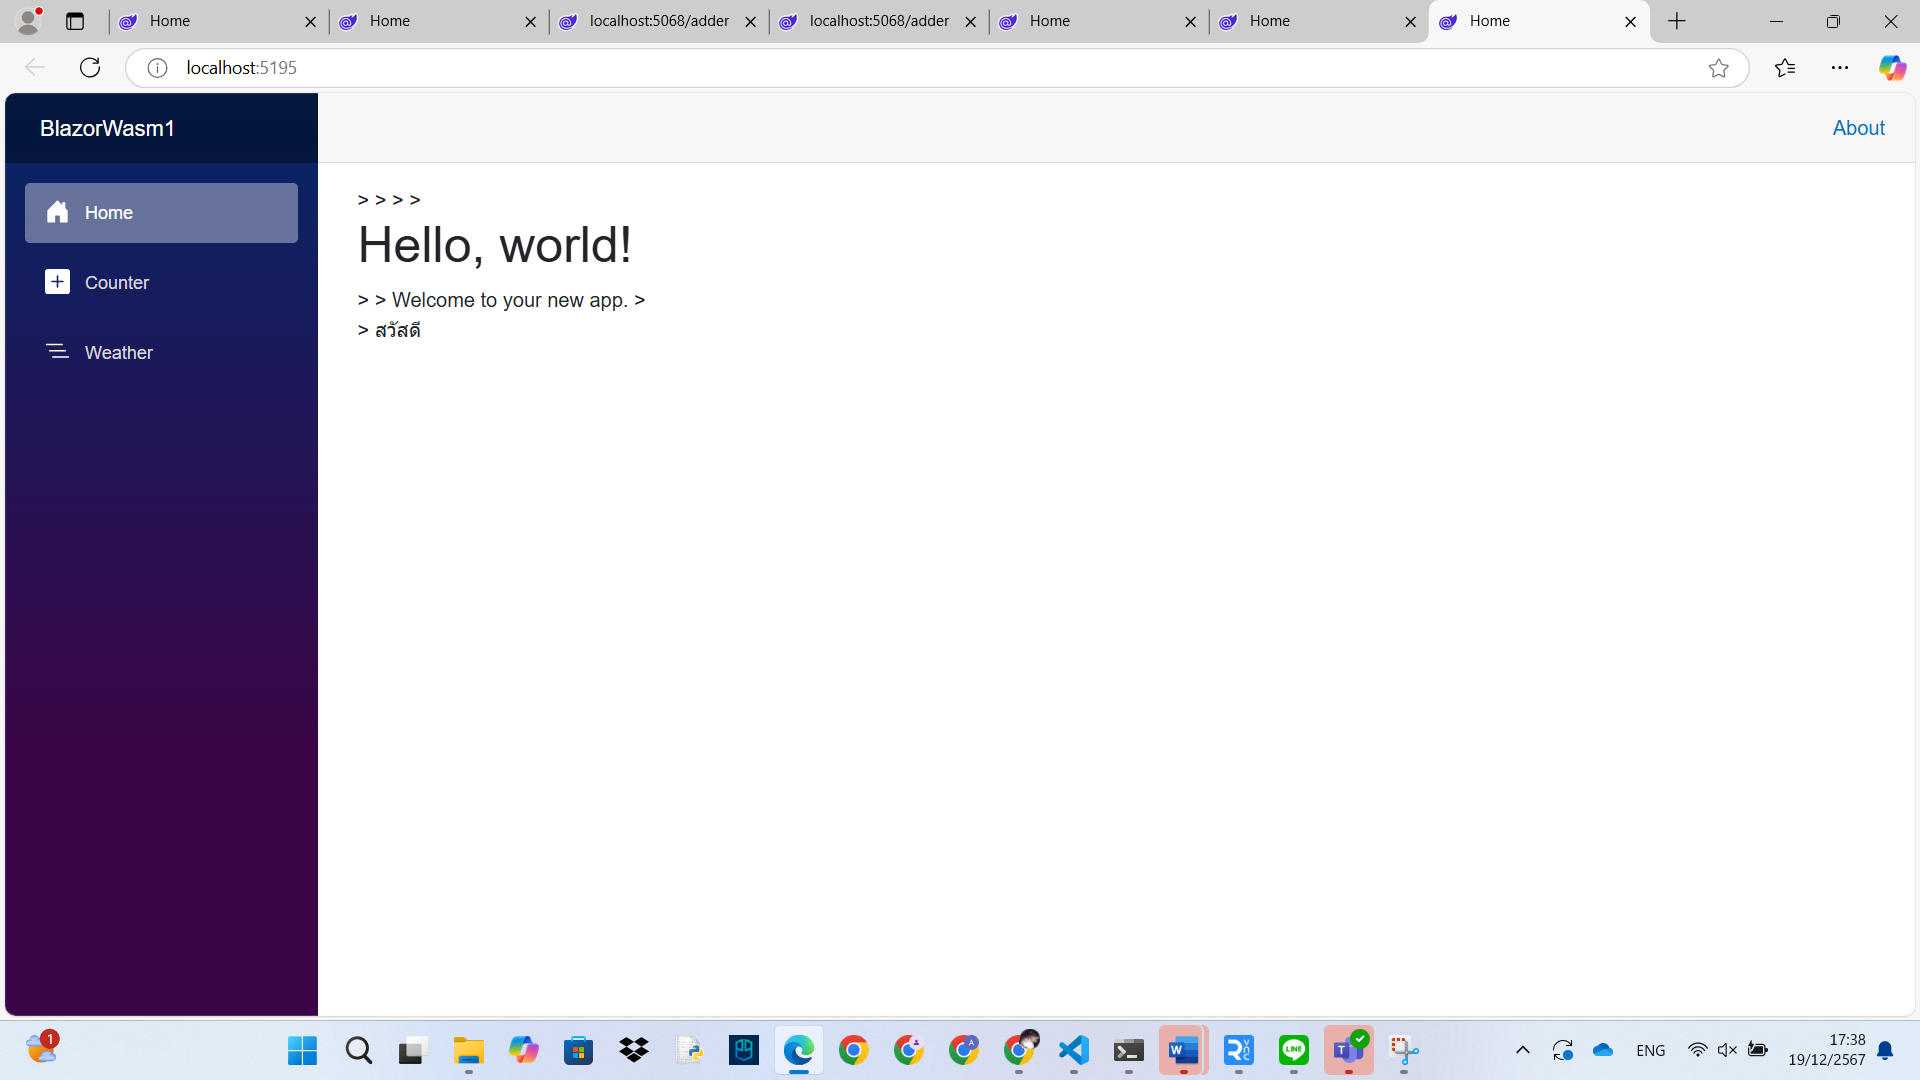 Home
Home
localhost:5068/adder
localhost:5068/adder
Home
Home
Home
localhost:5195
BlazorWasm1
About
Home
Counter
Weather
> > > >
Hello, world!
> > Welcome to your new app. >
> สวัสดี
1
ENG
17:38
19/12/2567